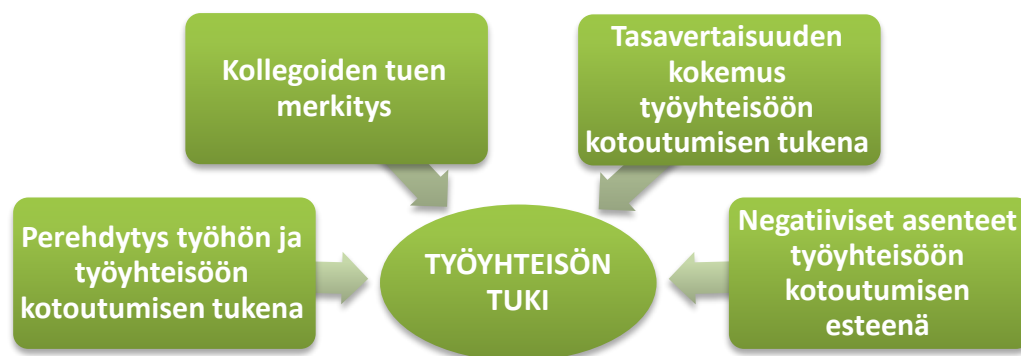 Kollegoiden tuen
merkitys
Tasavertaisuuden
kokemus
työyhteisöön
kotoutumisen tukena
Perehdytys työhön ja
työyhteisöön
kotoutumisen tukena
TYÖYHTEISÖN
TUKI
Negatiiviset asenteet
työyhteisöön
kotoutumisen
esteenä